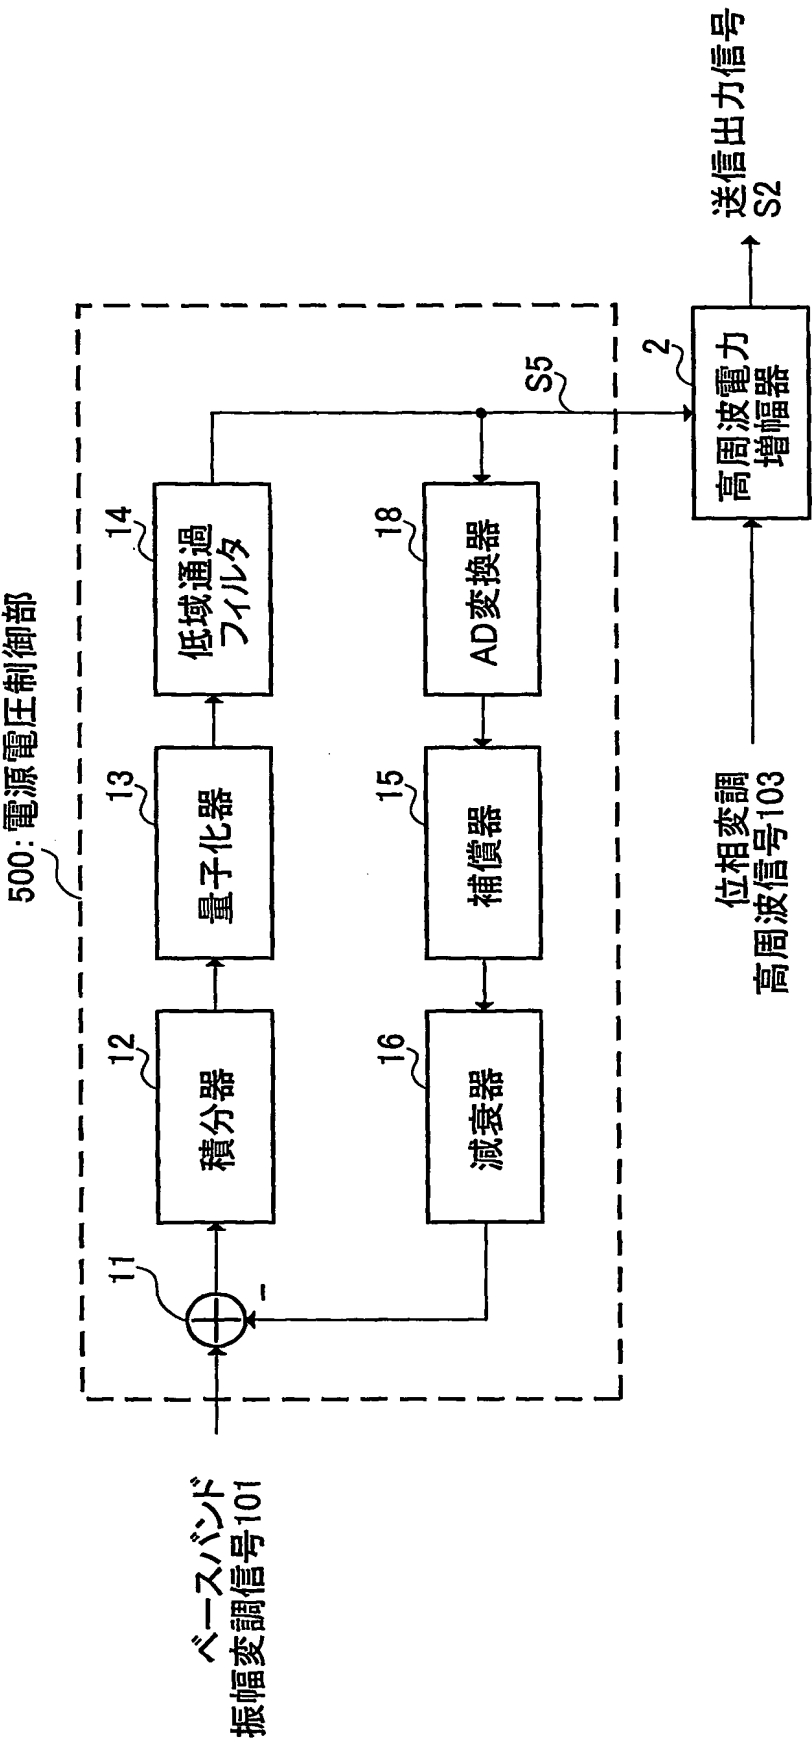 500:電源電圧制御部
ベースバンド
振幅変調信号101
11
-
12
積分器
13
量子化器
14
低域通過
フィルタ
16
減衰器
15
補償器
18
AD変換器
S5
2
高周波電力
増幅器
位相変調
高周波信号103
送信出力信号
S2